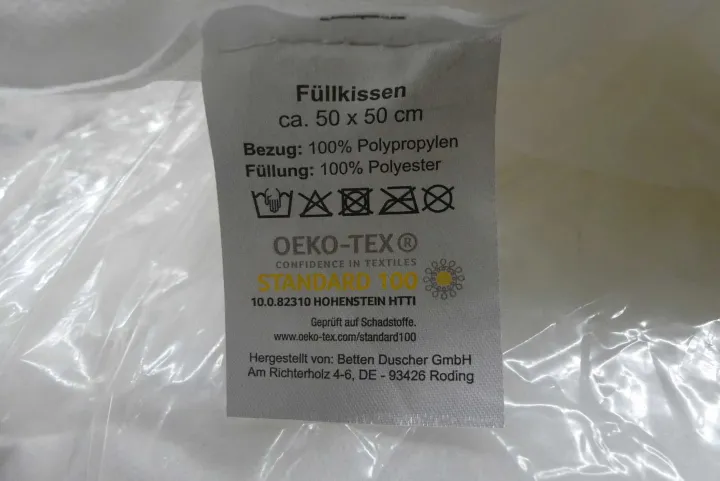 Füllkissen
ca. 50 x 50 cm
Bezug: 100% Polypropylen
Füllung: 100% Polyester
OEKO-TEX®
CONFIDENCE IN TEXTILES
STANDARD 100
10.0.82310 HOHENSTEIN HTTI
Geprüft auf Schadstoffe.
www.oeko-tex.com/standard100
Hergestellt von: Betten Duscher GmbH
Am Richterholz 4-6, DE - 93426 Roding